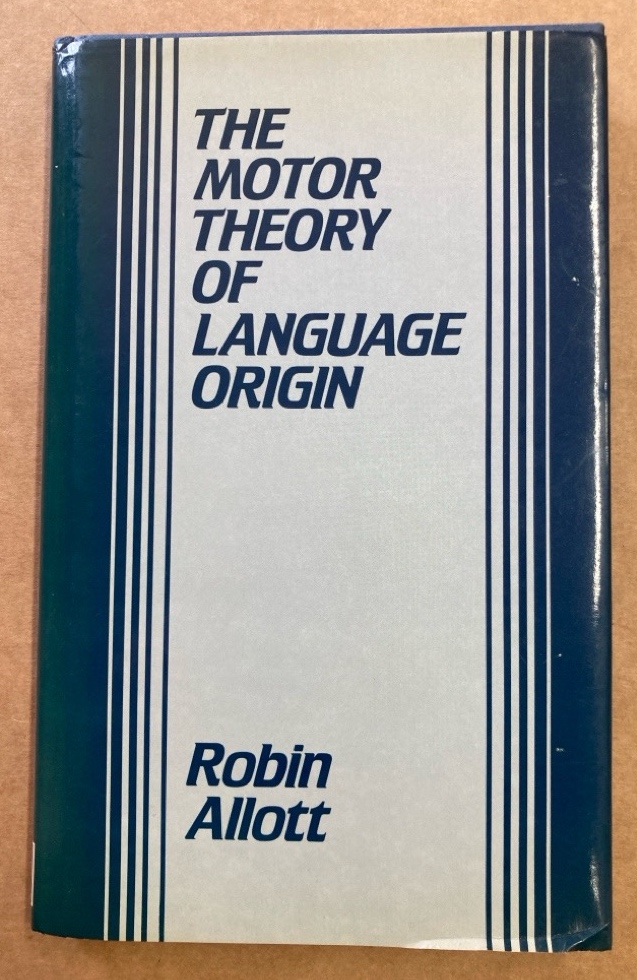 THE
MOTOR
THEORY
OF
LANGUAGE
ORIGIN
Robin
Allott